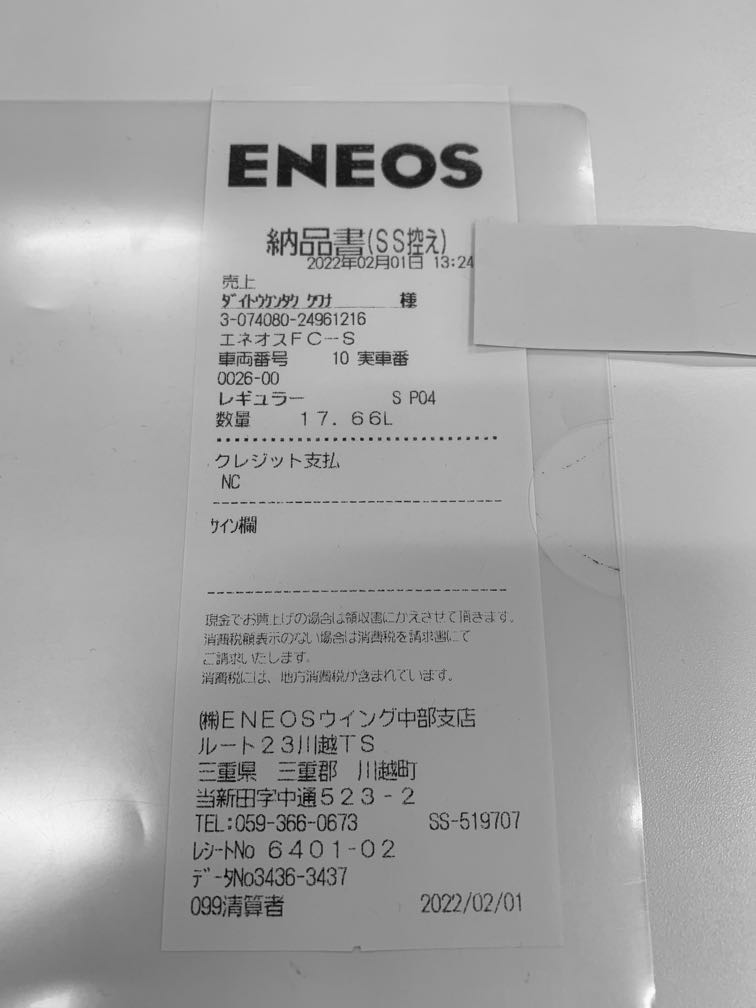 ENEOS
納品書(SS控え)
2022年02月01日 13:24
売上
ﾀﾞｲﾄｳｹﾝﾀｸ ｸﾜﾅ 様
3-074080-24961216
エネオスFC-S
車両番号 10 実車番
0026-00
レギュラー S P04
数量 17.66L
クレジット支払
NC
ｻｲﾝ欄
現金でお買上げの場合は領収書にかえさせて頂きます。
消費税額表示のない場合は消費税を請求書にて
ご請求いたします。
消費税には、地方消費税が含まれています。
㈱ENEOSウイング中部支店
ルート23川越TS
三重県 三重郡 川越町
当新田字中通523-2
TEL:059-366-0673 SS-519707
ﾚｼｰﾄNo 6401-02
ﾃﾞｰﾀNo3436-3437
099清算者 2022/02/01